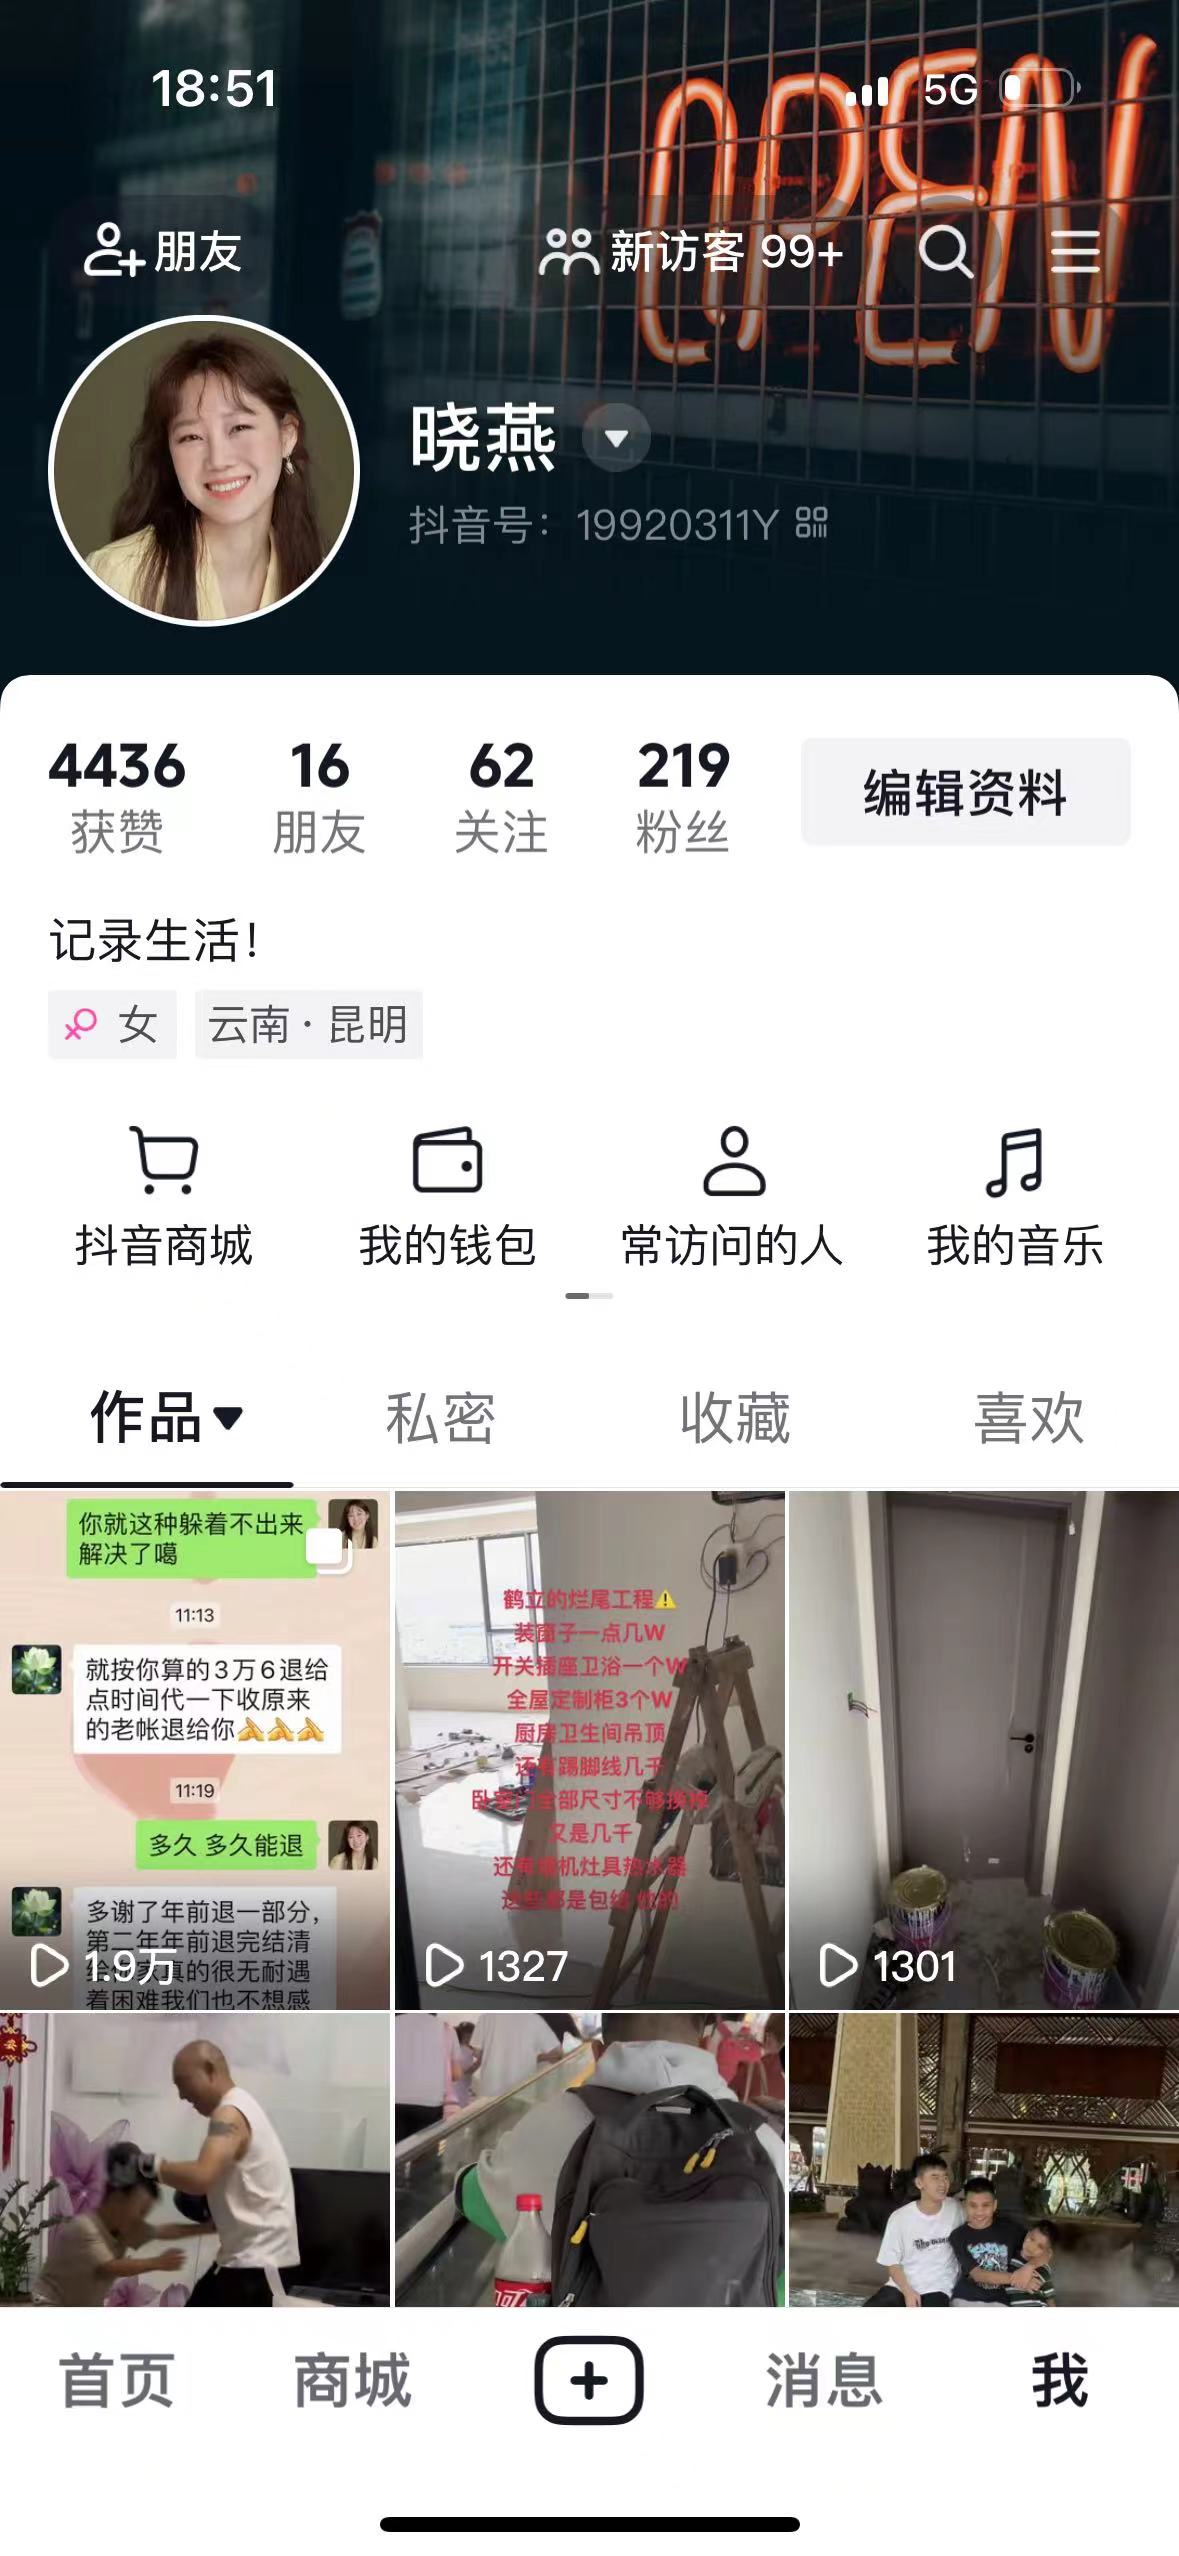 OPEN
18:51
5G
朋友
新访客 99+
晓燕
抖音号：19920311Y
4436
获赞
16
朋友
62
关注
219
粉丝
编辑资料
记录生活！
女
云南·昆明
抖音商城
我的钱包
常访问的人
我的音乐
作品
私密
收藏
喜欢
你就这种躲着不出来
解决了噶
11:13
就按你算的3万6退给
点时间代一下收原来
的老帐退给你
11:19
多久 多久能退
多谢了年前退一部分，
第二年年前退完结清
真的很无耐遇
着困难我们也不想感
1.9万
鹤立的烂尾工程⚠️
装窗子一点几W
开关插座卫浴一个W
全屋定制柜3个W
厨房卫生间吊顶
还有踢脚线几千
卧室门全部尺寸不够换掉
又是几千
还有烟机灶具热水器
这些都是包给他的
1327
1301
首页
商城
消息
我